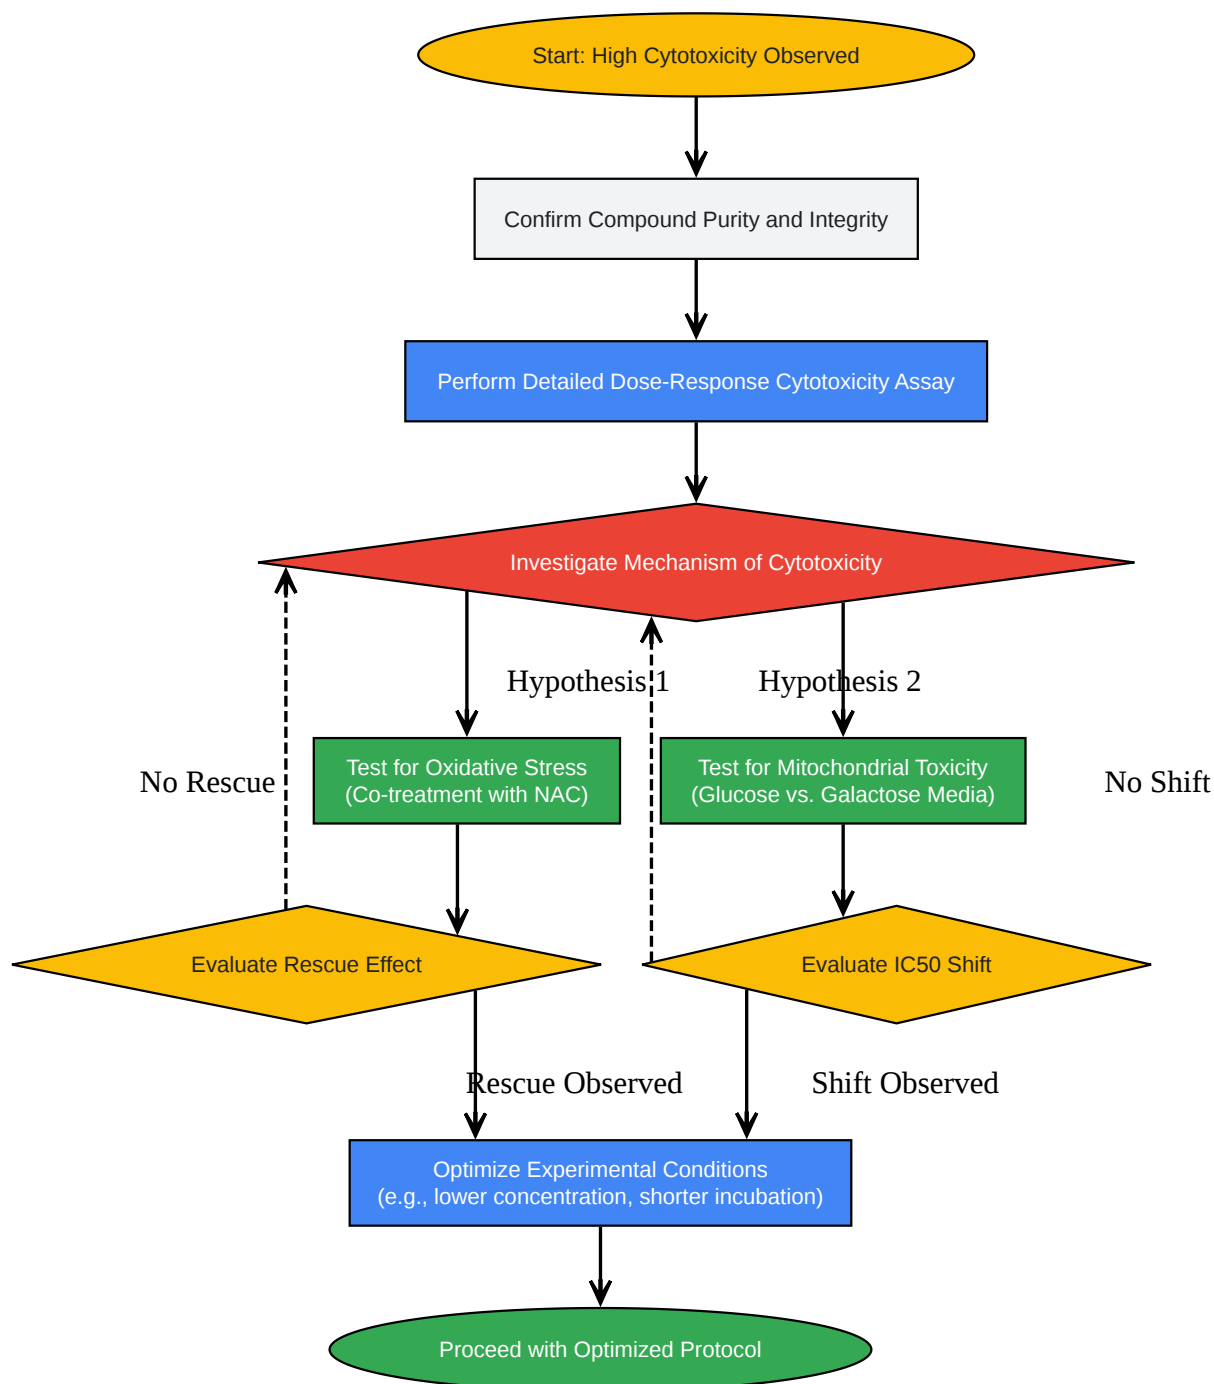 Start: High Cytotoxicity Observed
Confirm Compound Purity and Integrity
Perform Detailed Dose-Response Cytotoxicity Assay
Investigate Mechanism of Cytotoxicity
Hypothesis 1
Hypothesis 2
No Rescue
Test for Oxidative Stress
(Co-treatment with NAC)
Test for Mitochondrial Toxicity
(Glucose vs. Galactose Media)
No Shift
Evaluate Rescue Effect
Evaluate IC50 Shift
Rescue Observed
Shift Observed
Optimize Experimental Conditions
(e.g., lower concentration, shorter incubation)
Proceed with Optimized Protocol